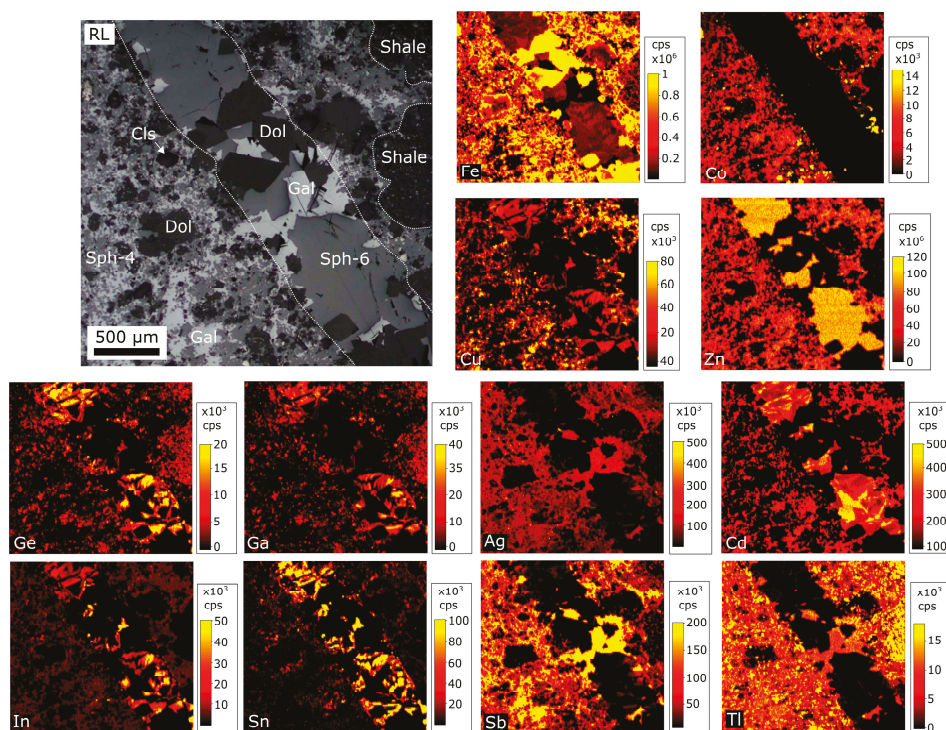 RL
Shale
Cls
Dol
Shale
Gal
Dol
Sph-4
Sph-6
500 µm
Gal
cps
x10⁶
1
0.8
0.6
0.4
0.2
Fe
cps
x10³
14
12
10
8
6
4
2
0
Co
cps
x10³
80
60
40
Cu
cps
x10⁶
120
100
80
60
40
20
0
Zn
x10³
cps
20
15
10
5
0
Ge
x10³
cps
40
30
20
10
0
Ga
x10³
cps
500
400
300
200
100
Ag
x10³
cps
500
400
300
200
100
Cd
x10³
cps
50
40
30
20
10
In
x10³
cps
100
80
60
40
20
0
Sn
x10³
cps
200
150
100
50
Sb
x10³
cps
15
10
5
0
Tl